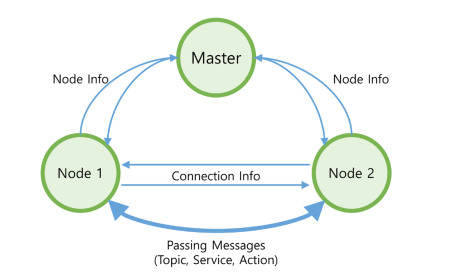 Master
Node Info
Node Info
Node 1
Node 2
Connection Info
Passing Messages
(Topic, Service, Action)